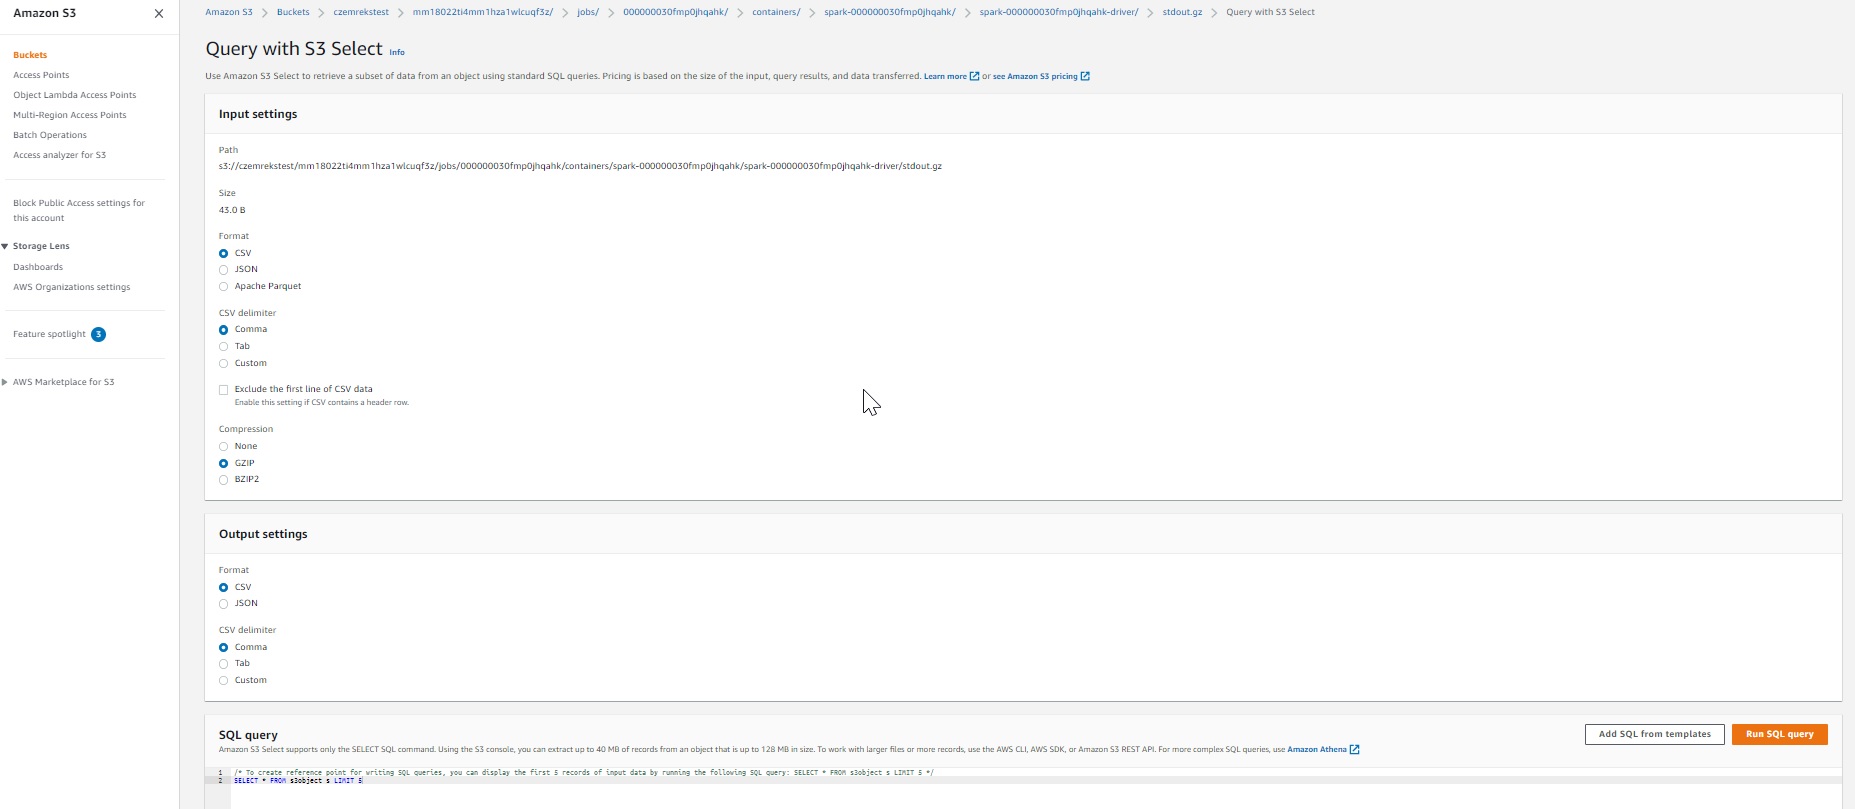 Amazon S3
Buckets
Access Points
Object Lambda Access Points
Multi-Region Access Points
Batch Operations
Access analyzer for S3
Block Public Access settings for
this account
Storage Lens
Dashboards
AWS Organizations settings
Feature spotlight 3
AWS Marketplace for S3
Amazon S3 Buckets czemrekstest mm18022ti4mm1hza1wlcuqf3z/ jobs/ 000000030fmp0jhqahk/ containers/ spark-000000030fmp0jhqahk/ spark-000000030fmp0jhqahk-driver/ stdout.gz Query with S3 Select
Query with S3 Select Info
Use Amazon S3 Select to retrieve a subset of data from an object using standard SQL queries. Pricing is based on the size of the input, query results, and data transferred. Learn more or see Amazon S3 pricing
Input settings
Path
s3://czemrekstest/mm18022ti4mm1hza1wlcuqf3z/jobs/000000030fmp0jhqahk/containers/spark-000000030fmp0jhqahk/spark-000000030fmp0jhqahk-driver/stdout.gz
Size
43.0 B
Format
CSV
JSON
Apache Parquet
CSV delimiter
Comma
Tab
Custom
Exclude the first line of CSV data
Enable this setting if CSV contains a header row.
Compression
None
GZIP
BZIP2
Output settings
Format
CSV
JSON
CSV delimiter
Comma
Tab
Custom
SQL query
Add SQL from templates
Run SQL query
Amazon S3 Select supports only the SELECT SQL command. Using the S3 console, you can extract up to 40 MB of records from an object that is up to 128 MB in size. To work with larger files or more records, use the AWS CLI, AWS SDK, or Amazon S3 REST API. For more complex SQL queries, use Amazon Athena
1 /* To create reference point for writing SQL queries, you can display the first 5 records of input data by running the following SQL query: SELECT * FROM s3object s LIMIT 5 */
2 SELECT * FROM s3object s LIMIT 5